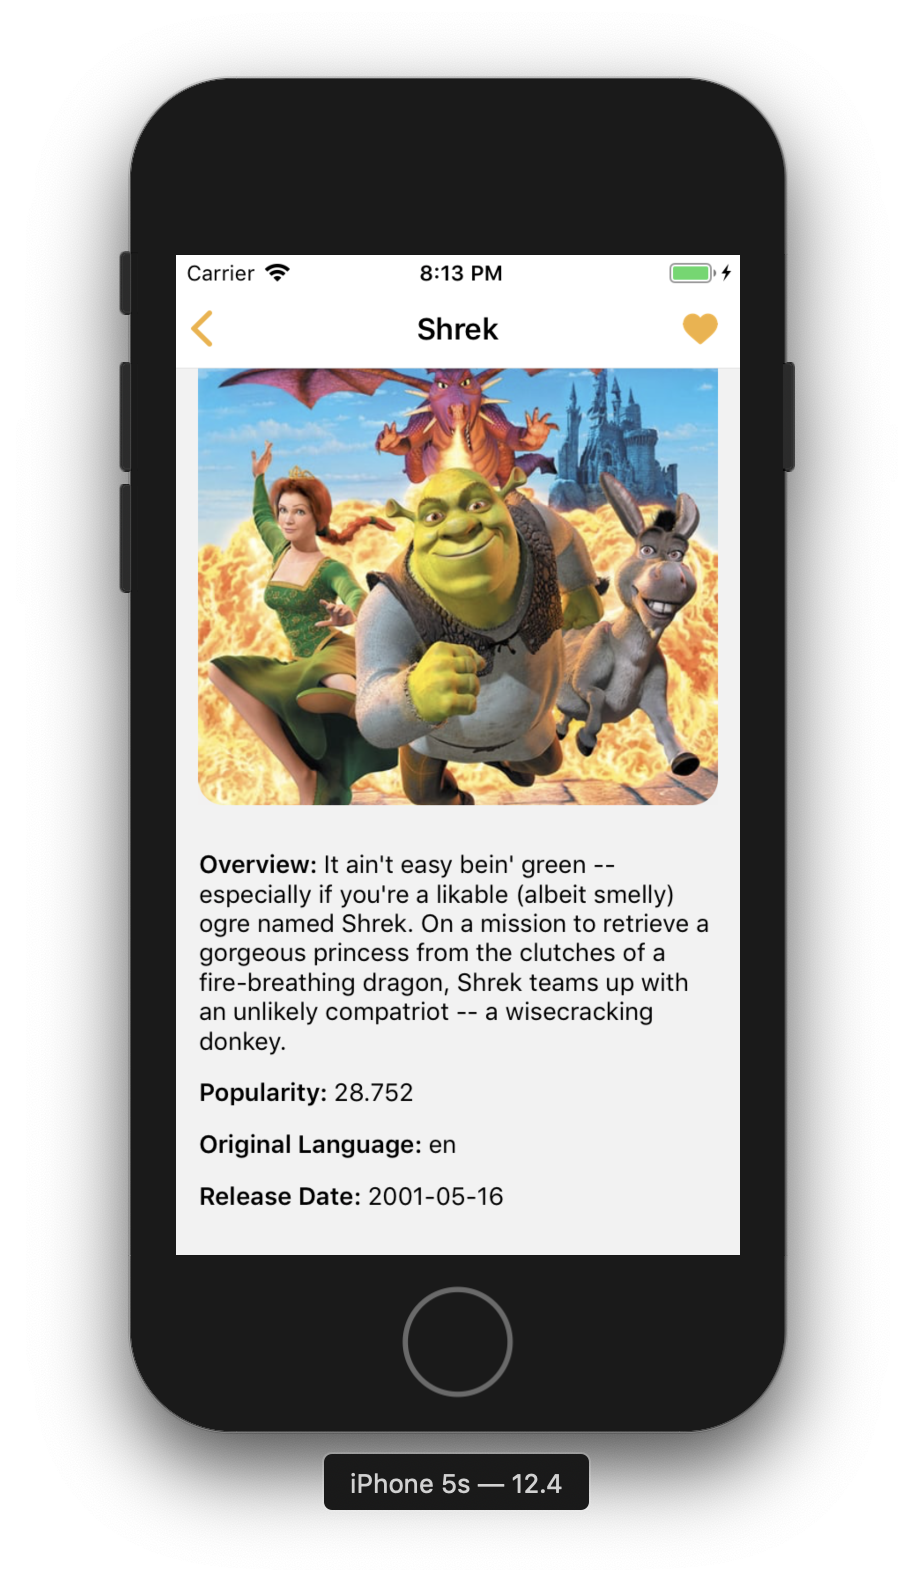 Carrier 8:13 PM
Shrek
Overview: It ain't easy bein' green --
especially if you're a likable (albeit smelly)
ogre named Shrek. On a mission to retrieve a
gorgeous princess from the clutches of a
fire-breathing dragon, Shrek teams up with
an unlikely compatriot -- a wisecracking
donkey.
Popularity: 28.752
Original Language: en
Release Date: 2001-05-16
iPhone 5s — 12.4